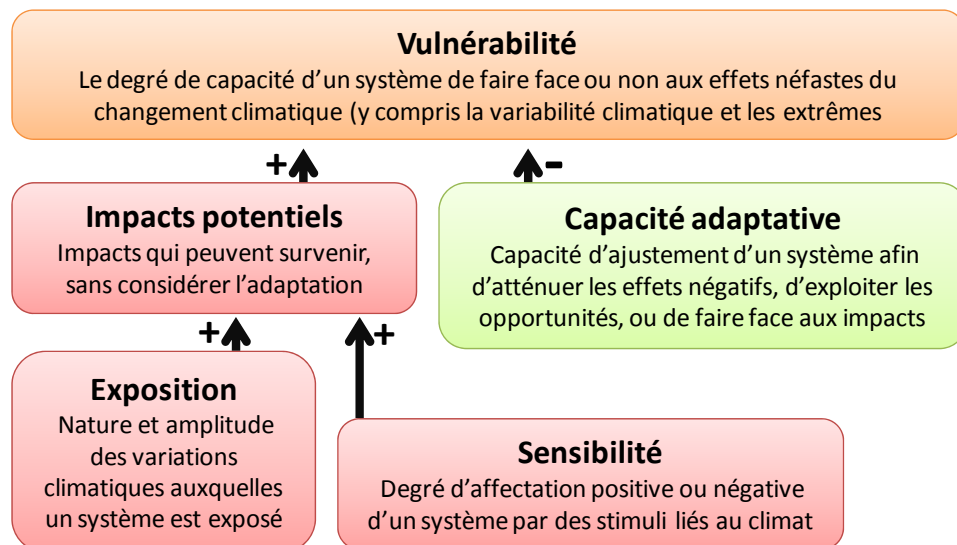 Vulnérabilité
Le degré de capacité d’un système de faire face ou non aux effets néfastes du
changement climatique (y compris la variabilité climatique et les extrêmes
+
-
Impacts potentiels
Impacts qui peuvent survenir,
sans considérer l’adaptation
Capacité adaptative
Capacité d’ajustement d’un système afin
d’atténuer les effets négatifs, d’exploiter les
opportunités, ou de faire face aux impacts
+
+
Exposition
Nature et amplitude
des variations
climatiques auxquelles
un système est exposé
Sensibilité
Degré d’affectation positive ou négative
d’un système par des stimuli liés au climat